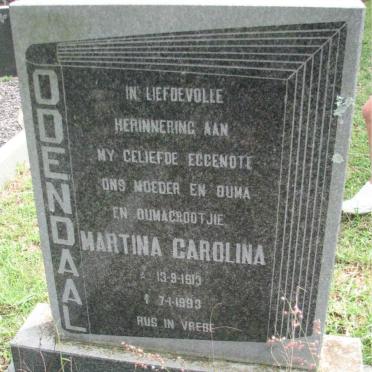 ODENDAAL
IN LIEFDEVOLLE
HERINNERING AAN
MY GELIEFDE EGGENOTE
ONS MOEDER EN OUMA
EN OUMAGROOTJIE
MARTINA CAROLINA
* 13-9-1913
† 7-1-1993
RUS IN VREDE